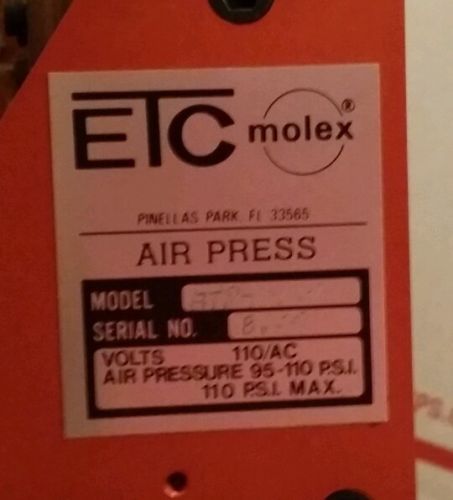 ETC molex®
PINELLAS PARK, FL 33565
AIR PRESS
MODEL
SERIAL NO.
VOLTS 110/AC
AIR PRESSURE 95-110 P.S.I.
110 P.S.I. MAX.